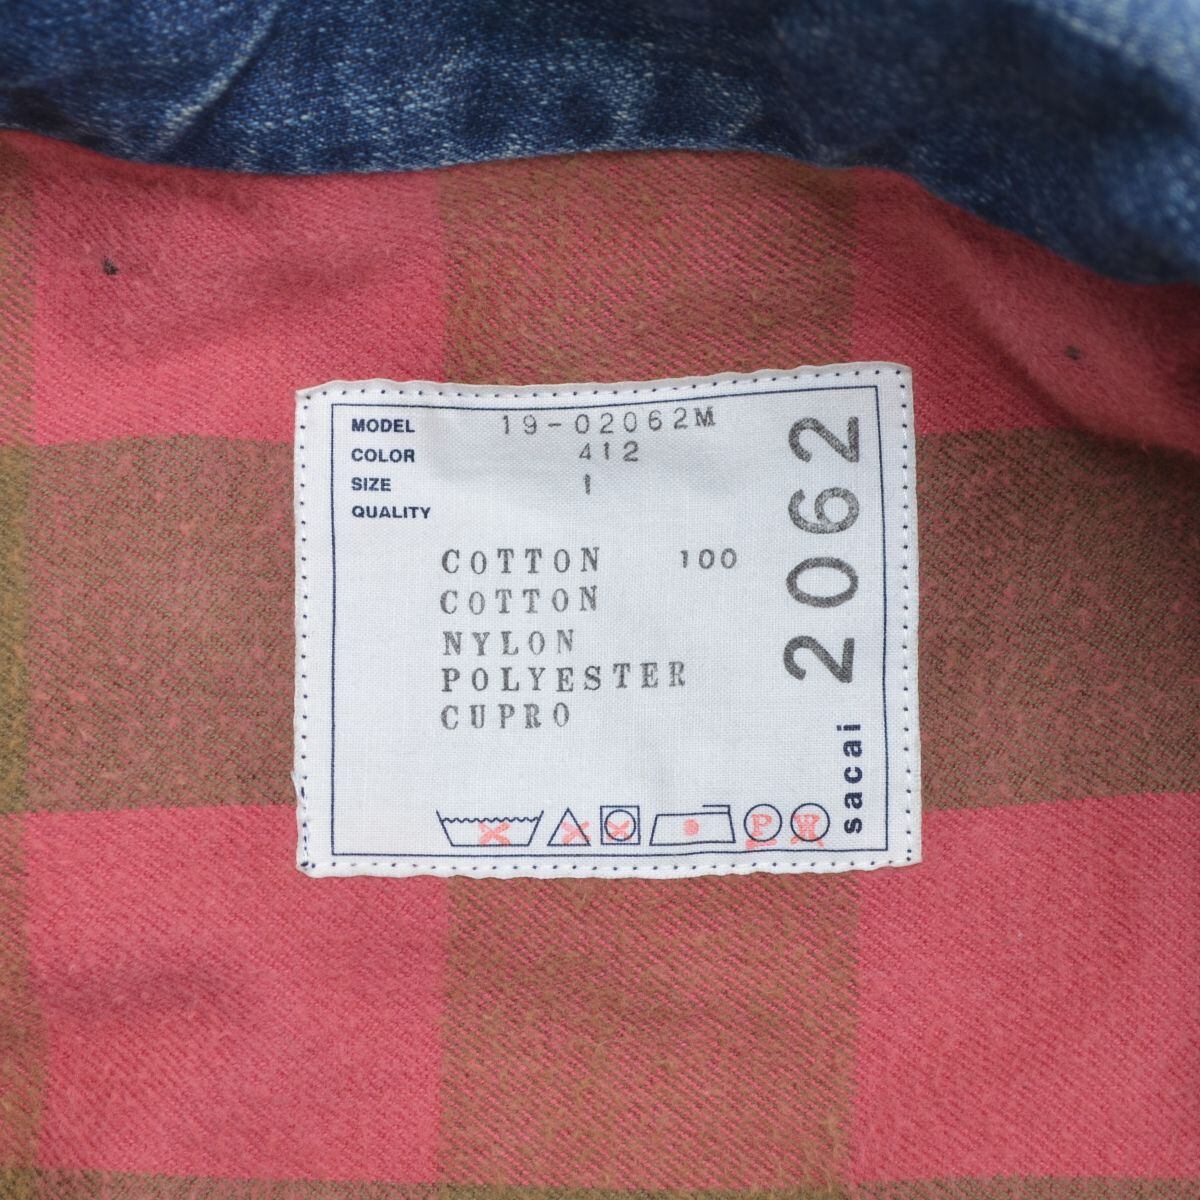 MODEL 19-02062M
COLOR 412
SIZE 1
QUALITY
COTTON 100
COTTON
NYLON
POLYESTER
CUPRO
P W
sacai 2062